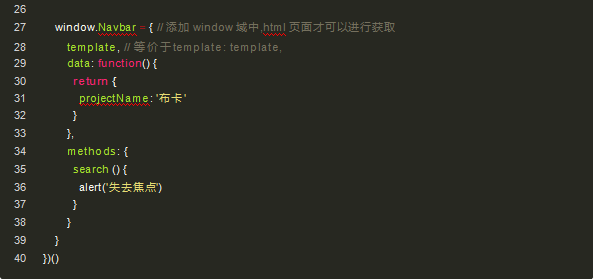 26
27 window.Navbar = { // 添加 window 域中,html 页面才可以进行获取
28 template, // 等价于template: template,
29 data: function() {
30 return {
31 projectName: '布卡'
32 }
33 },
34 methods: {
35 search () {
36 alert('失去焦点')
37 }
38 }
39 }
40 })()